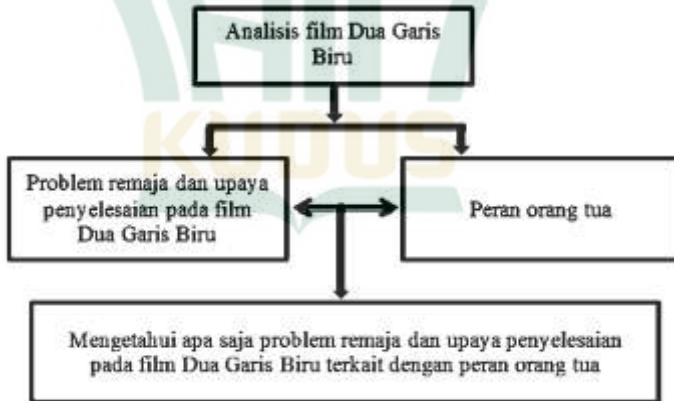 Analisis film Dua Garis
Biru
KUDUS
Problem remaja dan upaya
penyelesaian pada film
Dua Garis Biru
Peran orang tua
Mengetahui apa saja problem remaja dan upaya penyelesaian
pada film Dua Garis Biru terkait dengan peran orang tua